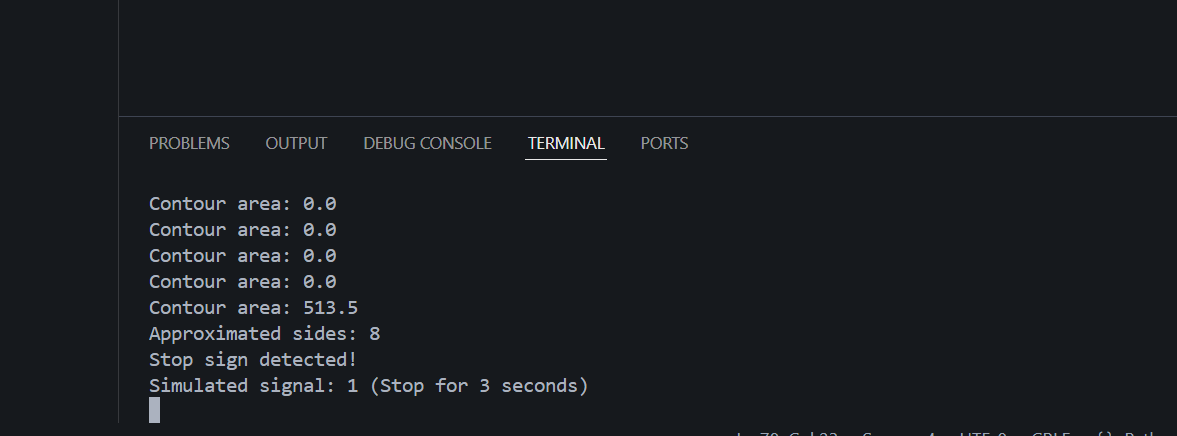 PROBLEMS OUTPUT DEBUG CONSOLE TERMINAL PORTS
Contour area: 0.0
Contour area: 0.0
Contour area: 0.0
Contour area: 0.0
Contour area: 513.5
Approximated sides: 8
Stop sign detected!
Simulated signal: 1 (Stop for 3 seconds)